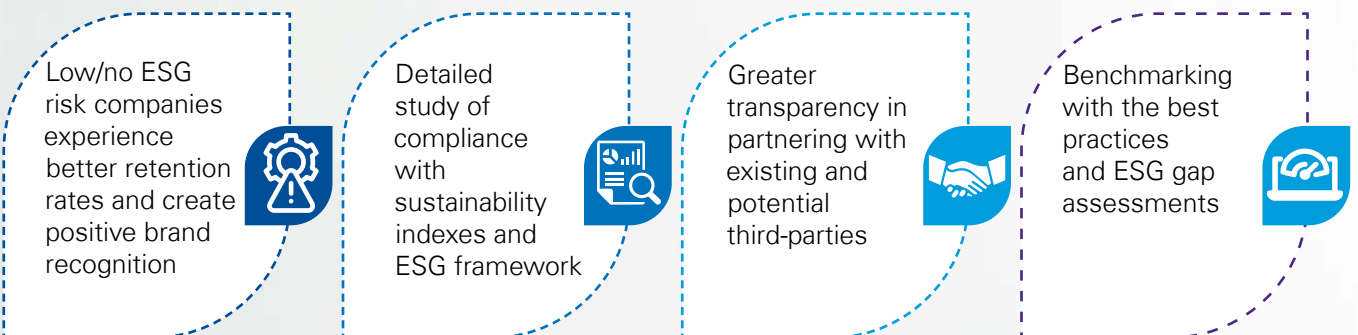 Low/no ESG
risk companies
experience
better retention
rates and create
positive brand
recognition
Detailed
study of
compliance
with
sustainability
indexes and
ESG framework
Greater
transparency in
partnering with
existing and
potential
third-parties
Benchmarking
with the best
practices
and ESG gap
assessments